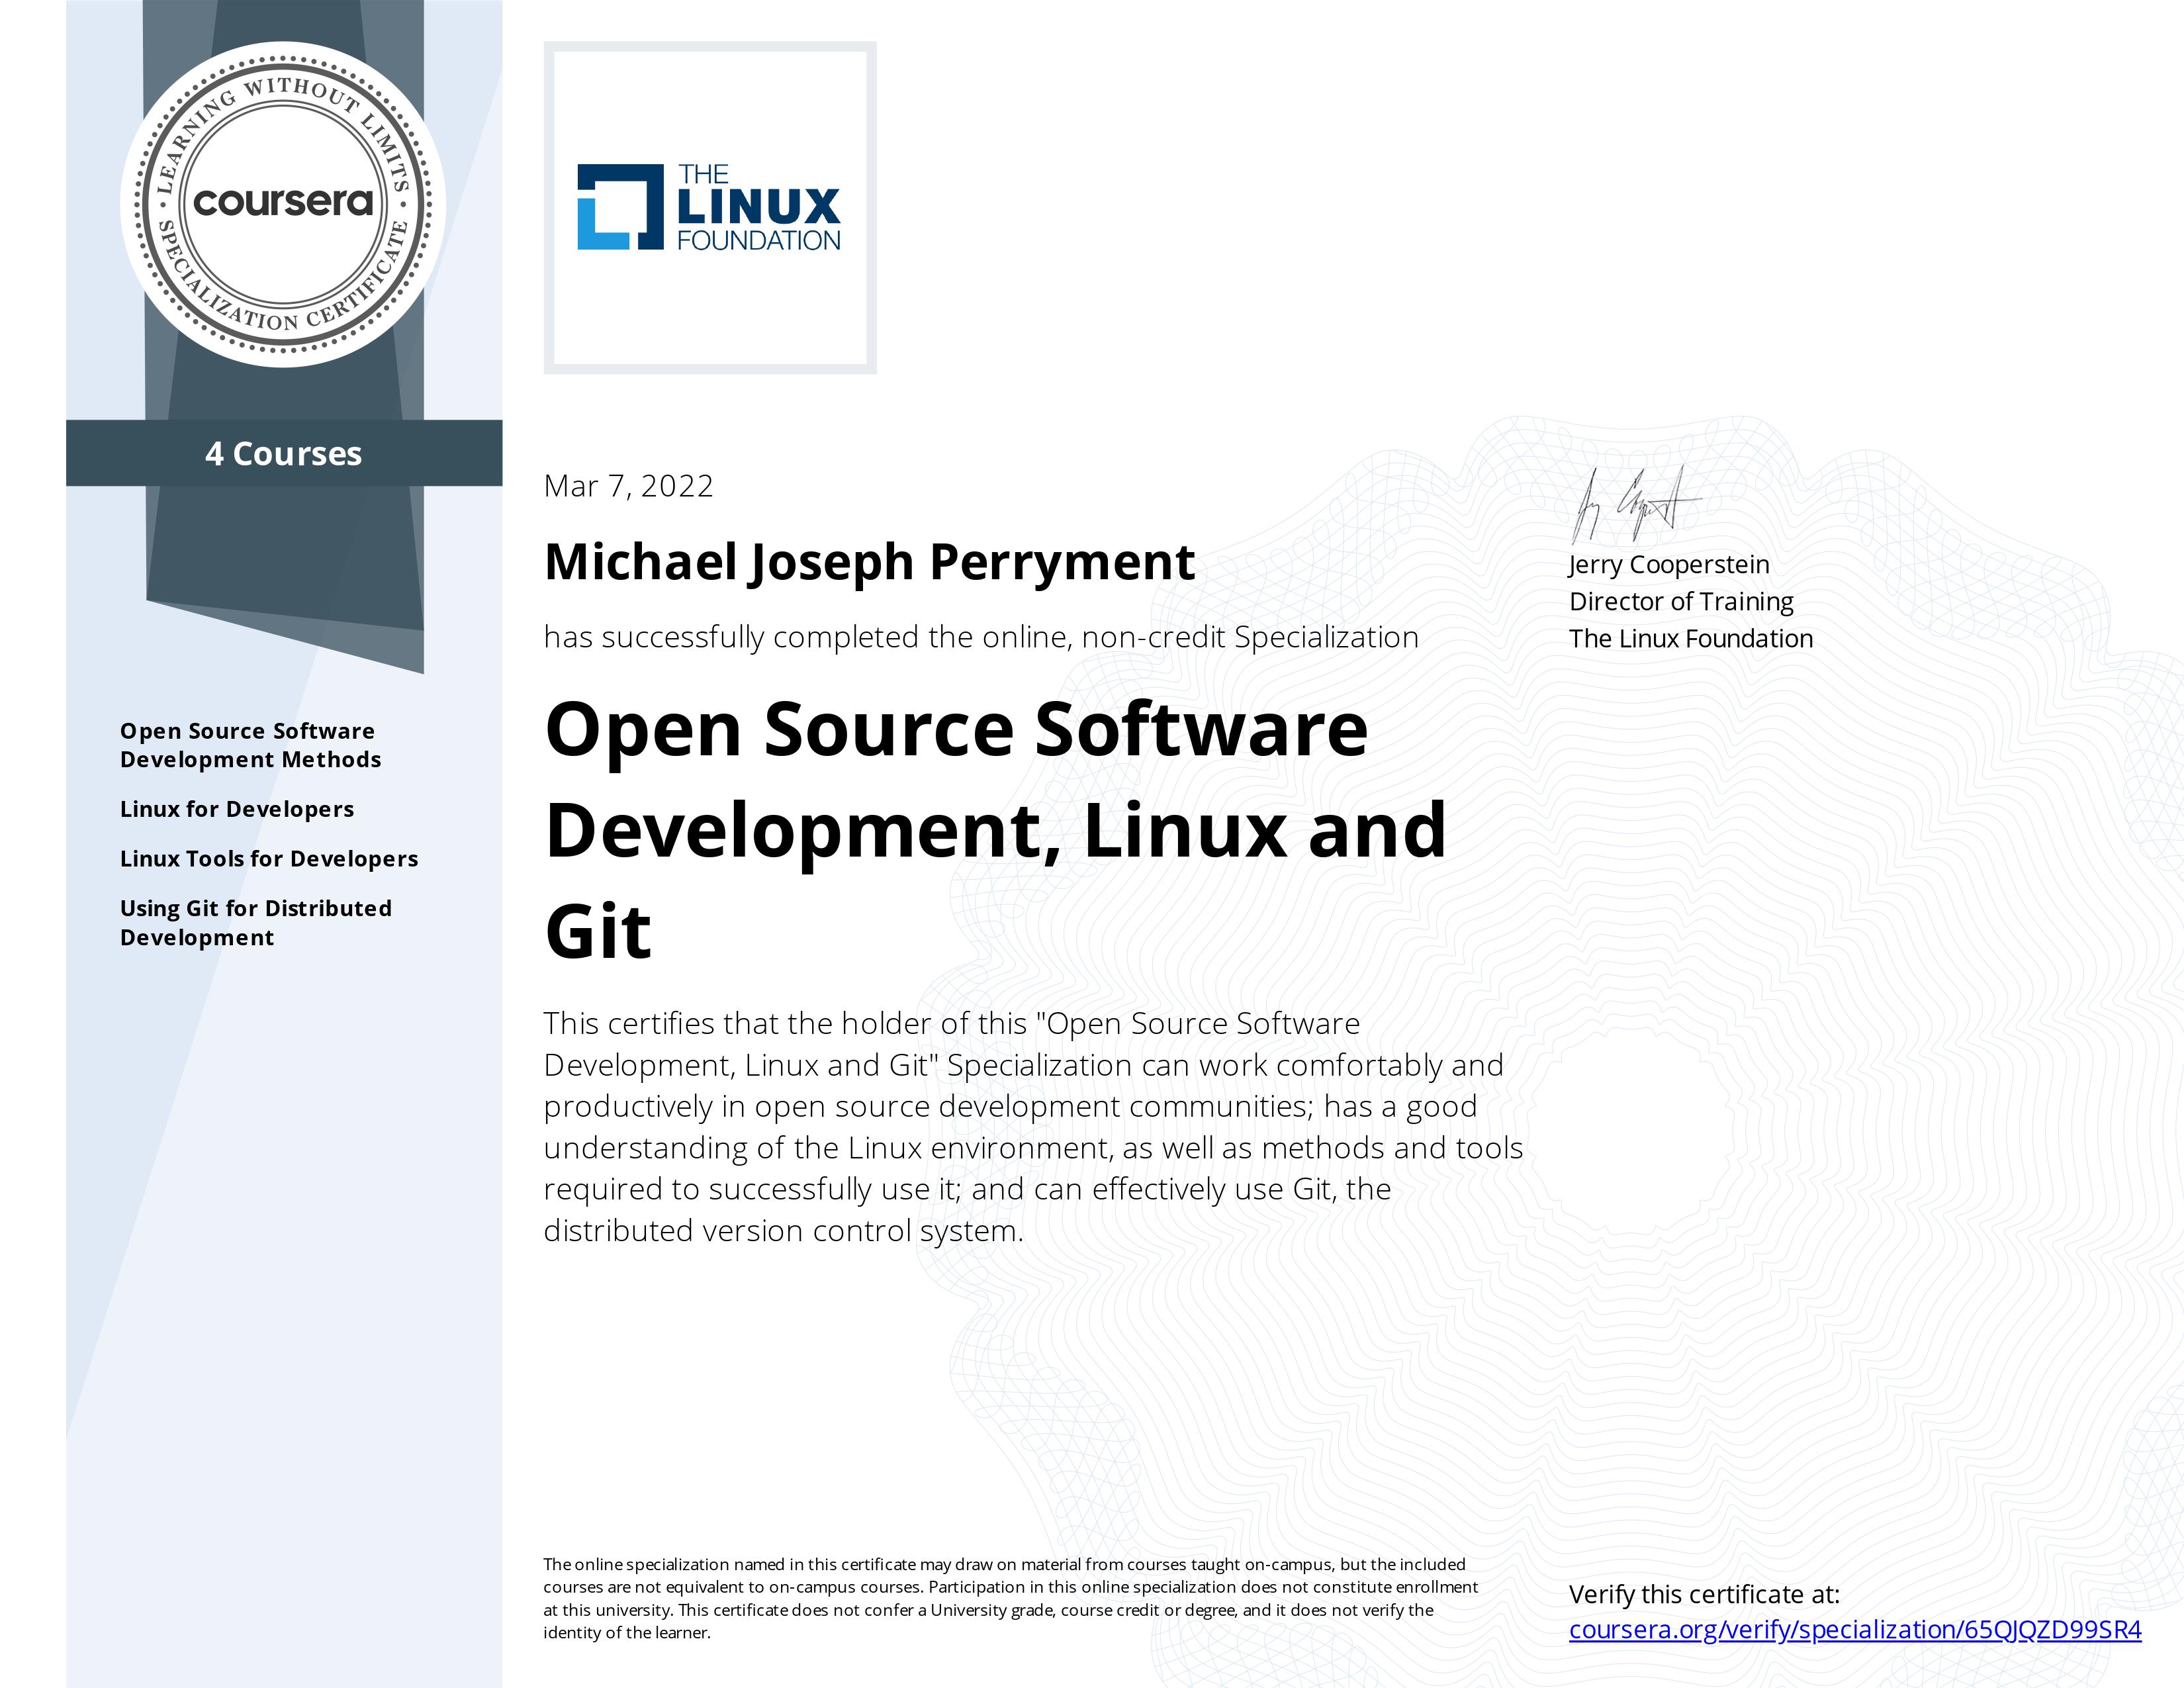 LEARNING WITHOUT LIMITS
coursera
SPECIALIZATION CERTIFICATE
4 Courses
Open Source Software
Development Methods
Linux for Developers
Linux Tools for Developers
Using Git for Distributed
Development
THE
LINUX
FOUNDATION
Mar 7, 2022
Michael Joseph Perryment
has successfully completed the online, non-credit Specialization
Open Source Software
Development, Linux and
Git
This certifies that the holder of this "Open Source Software
Development, Linux and Git" Specialization can work comfortably and
productively in open source development communities; has a good
understanding of the Linux environment, as well as methods and tools
required to successfully use it; and can effectively use Git, the
distributed version control system.
Jerry Cooperstein
Director of Training
The Linux Foundation
The online specialization named in this certificate may draw on material from courses taught on-campus, but the included
courses are not equivalent to on-campus courses. Participation in this online specialization does not constitute enrollment
at this university. This certificate does not confer a University grade, course credit or degree, and it does not verify the
identity of the learner.
Verify this certificate at:
coursera.org/verify/specialization/65QJQZD99SR4